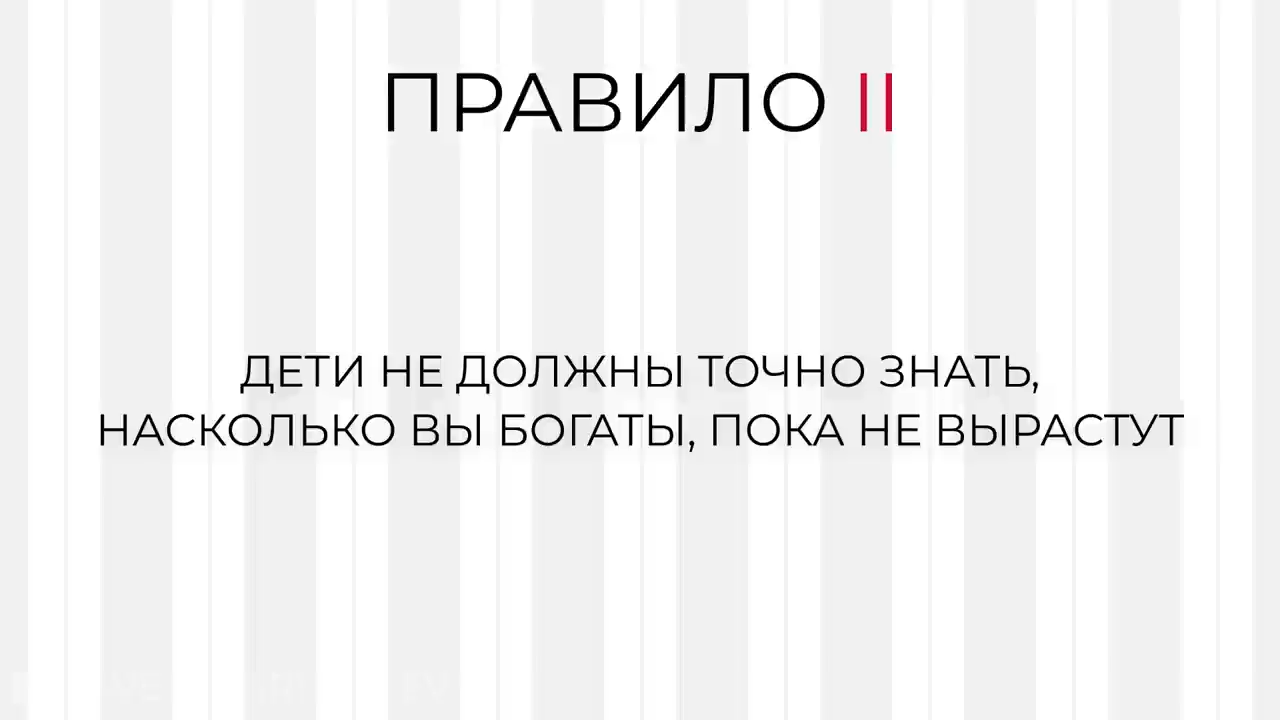 ПРАВИЛО II
ДЕТИ НЕ ДОЛЖНЫ ТОЧНО ЗНАТЬ,
НАСКОЛЬКО ВЫ БОГАТЫ, ПОКА НЕ ВЫРАСТУТ